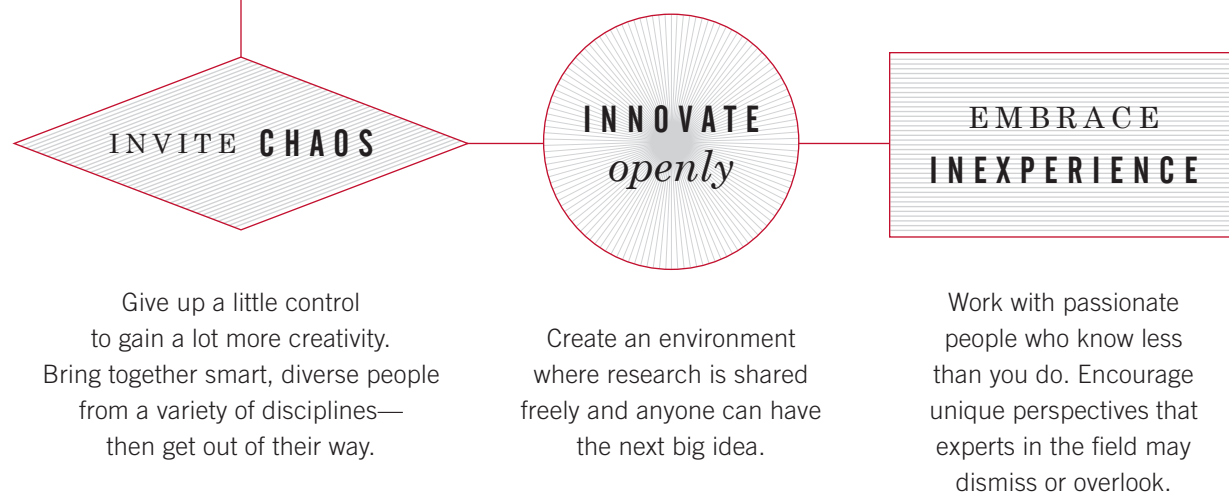 INVITE CHAOS
Give up a little control
to gain a lot more creativity.
Bring together smart, diverse people
from a variety of disciplines—
then get out of their way.
INNOVATE
openly
Create an environment
where research is shared
freely and anyone can have
the next big idea.
EMBRACE
INEXPERIENCE
Work with passionate
people who know less
than you do. Encourage
unique perspectives that
experts in the field may
dismiss or overlook.